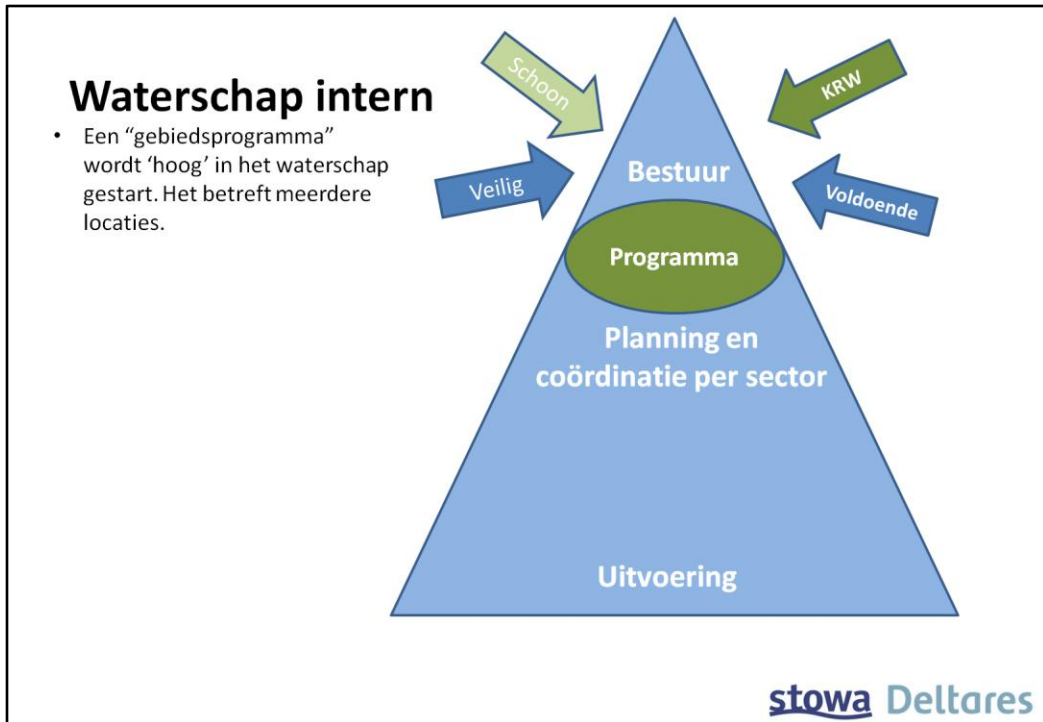 Waterschap intern
• Een “gebiedsprogramma”
wordt ‘hoog’ in het waterschap
gestart. Het betreft meerdere
locaties.
Schoon
KRW
Veilig
Voldoende
Bestuur
Programma
Planning en
coördinatie per sector
Uitvoering
stowa Deltares